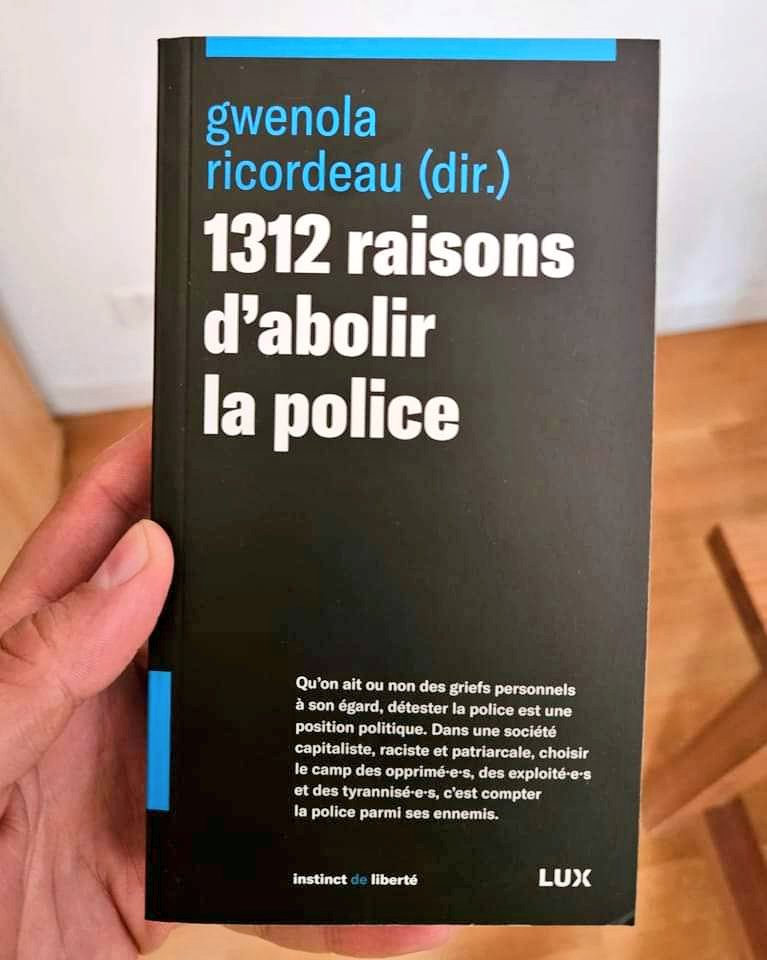 gwenola
ricordeau (dir.)
1312 raisons
d’abolir
la police
Qu’on ait ou non des griefs personnels
à son égard, détester la police est une
position politique. Dans une société
capitaliste, raciste et patriarcale, choisir
le camp des opprimé·e·s, des exploité·e·s
et des tyrannisé·e·s, c’est compter
la police parmi ses ennemis.
instinct de liberté
LUX